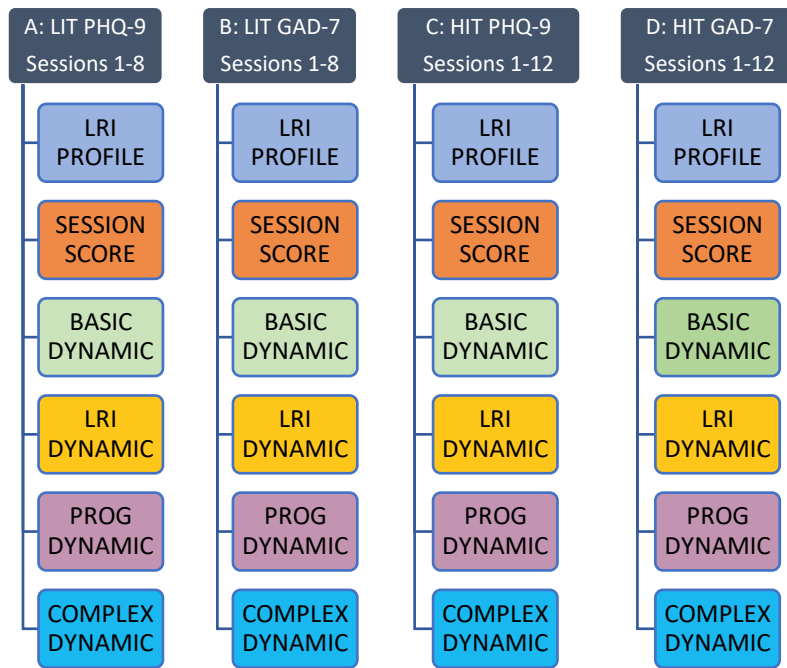 A: LIT PHQ-9
Sessions 1-8
LRI
PROFILE
SESSION
SCORE
BASIC
DYNAMIC
LRI
DYNAMIC
PROG
DYNAMIC
COMPLEX
DYNAMIC
B: LIT GAD-7
Sessions 1-8
LRI
PROFILE
SESSION
SCORE
BASIC
DYNAMIC
LRI
DYNAMIC
PROG
DYNAMIC
COMPLEX
DYNAMIC
C: HIT PHQ-9
Sessions 1-12
LRI
PROFILE
SESSION
SCORE
BASIC
DYNAMIC
LRI
DYNAMIC
PROG
DYNAMIC
COMPLEX
DYNAMIC
D: HIT GAD-7
Sessions 1-12
LRI
PROFILE
SESSION
SCORE
BASIC
DYNAMIC
LRI
DYNAMIC
PROG
DYNAMIC
COMPLEX
DYNAMIC